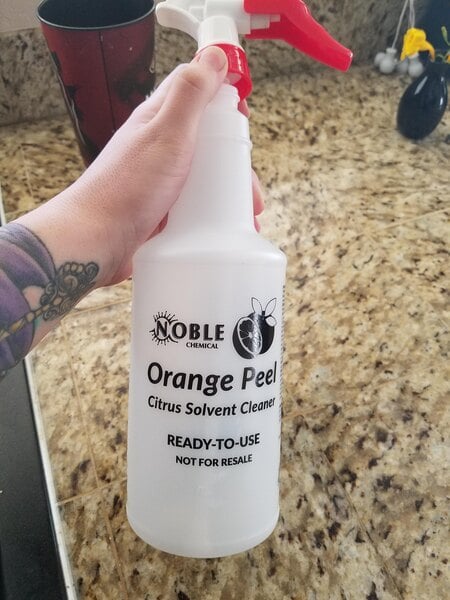 NOBLE
CHEMICAL
Orange Peel
Citrus Solvent Cleaner
READY-TO-USE
NOT FOR RESALE